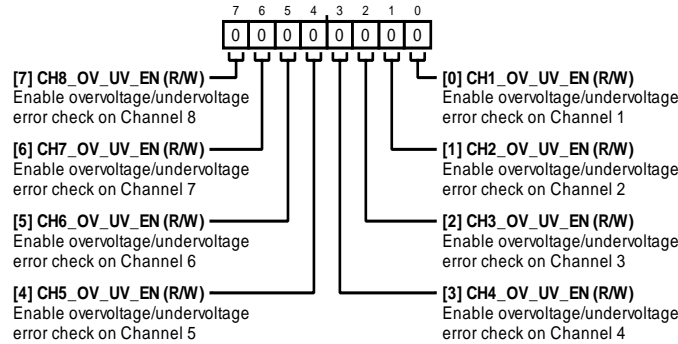 7 6 5 4 3 2 1 0
0 0 0 0 0 0 0 0
[7] CH8_OV_UV_EN (R/W)
Enable overvoltage/undervoltage
error check on Channel 8
[6] CH7_OV_UV_EN (R/W)
Enable overvoltage/undervoltage
error check on Channel 7
[5] CH6_OV_UV_EN (R/W)
Enable overvoltage/undervoltage
error check on Channel 6
[4] CH5_OV_UV_EN (R/W)
Enable overvoltage/undervoltage
error check on Channel 5
[0] CH1_OV_UV_EN (R/W)
Enable overvoltage/undervoltage
error check on Channel 1
[1] CH2_OV_UV_EN (R/W)
Enable overvoltage/undervoltage
error check on Channel 2
[2] CH3_OV_UV_EN (R/W)
Enable overvoltage/undervoltage
error check on Channel 3
[3] CH4_OV_UV_EN (R/W)
Enable overvoltage/undervoltage
error check on Channel 4